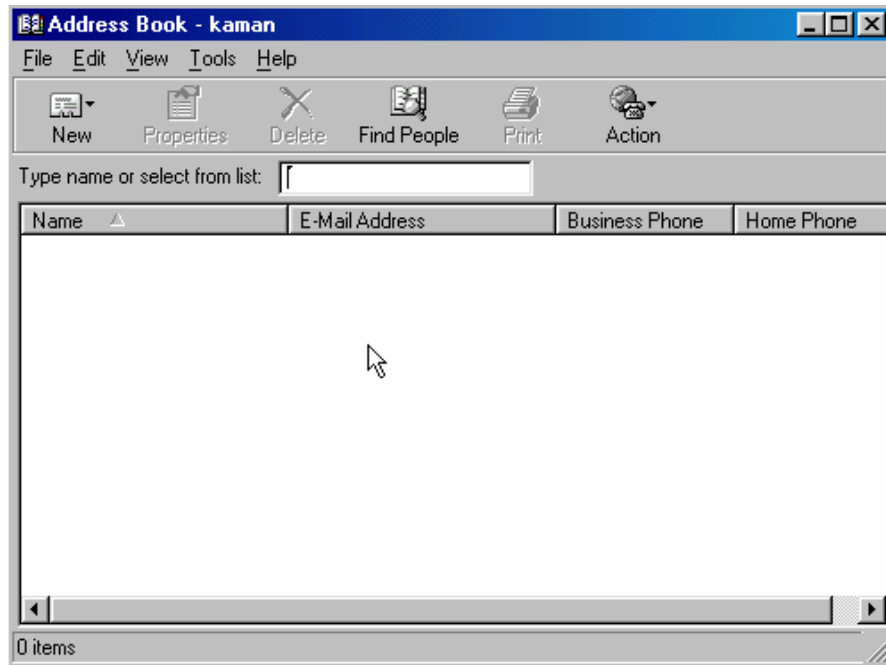 Address Book - kaman
File Edit View Tools Help
New Properties Delete Find People Print Action
Type name or select from list:
Name E-Mail Address Business Phone Home Phone
0 items